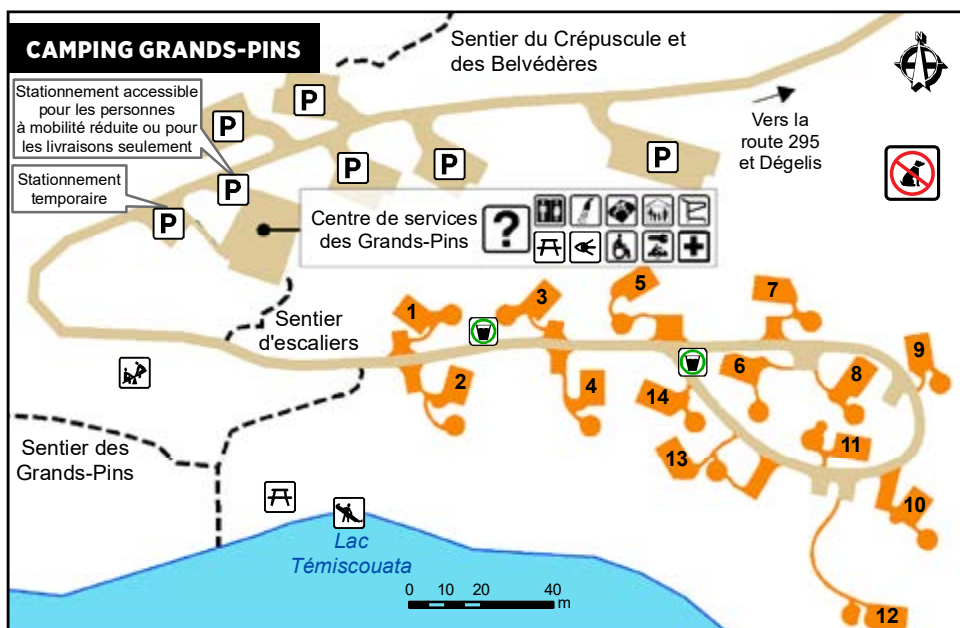 CAMPING GRANDS-PINS
Sentier du Crépuscule et
des Belvédères
N
Stationnement accessible
pour les personnes
à mobilité réduite ou pour
les livraisons seulement
P
P
P
P
P
P
P
Vers la
route 295
et Dégelis
Stationnement
temporaire
Centre de services
des Grands-Pins
?
Sentier
d'escaliers
1
2
3
4
5
6
7
8
9
10
11
12
13
14
Sentier des
Grands-Pins
Lac
Témiscouata
0 10 20 40
m